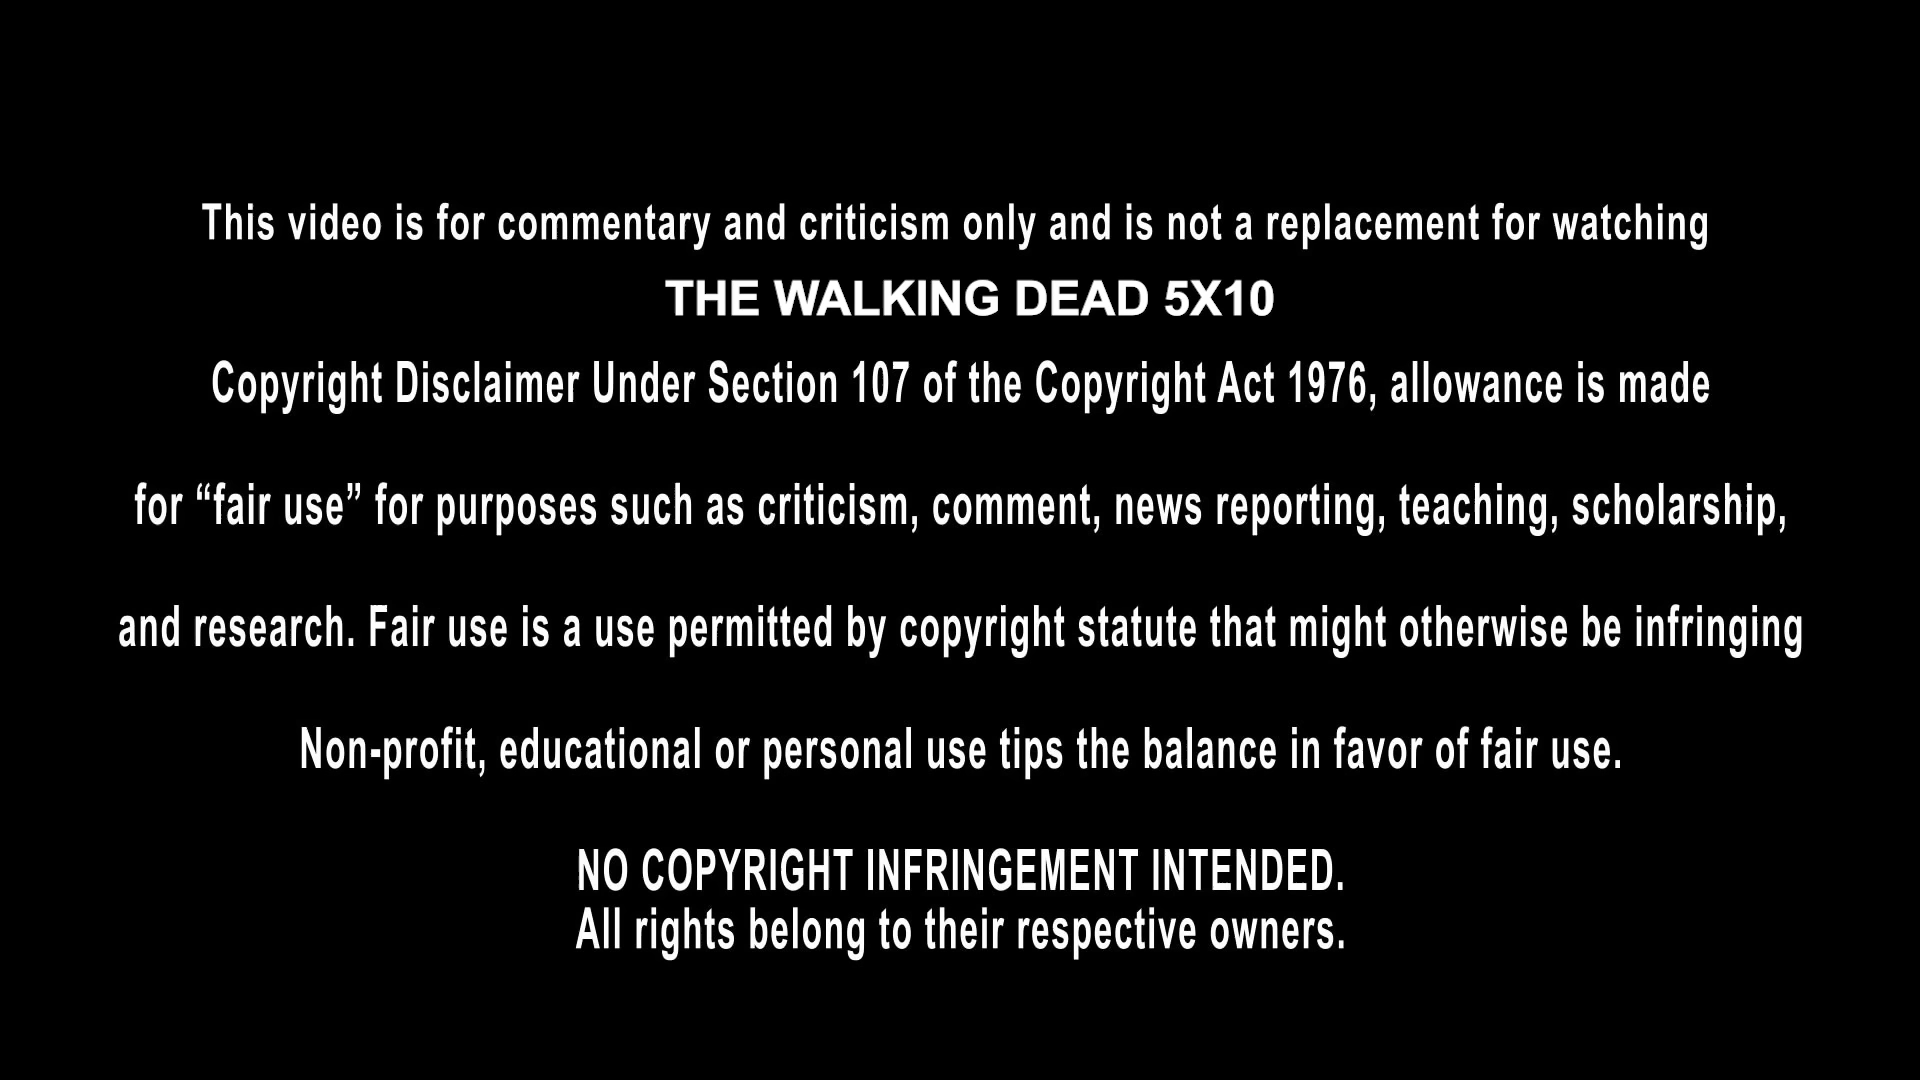 This video is for commentary and criticism only and is not a replacement for watching
THE WALKING DEAD 5X10
Copyright Disclaimer Under Section 107 of the Copyright Act 1976, allowance is made
for “fair use” for purposes such as criticism, comment, news reporting, teaching, scholarship,
and research. Fair use is a use permitted by copyright statute that might otherwise be infringing
Non-profit, educational or personal use tips the balance in favor of fair use.
NO COPYRIGHT INFRINGEMENT INTENDED.
All rights belong to their respective owners.